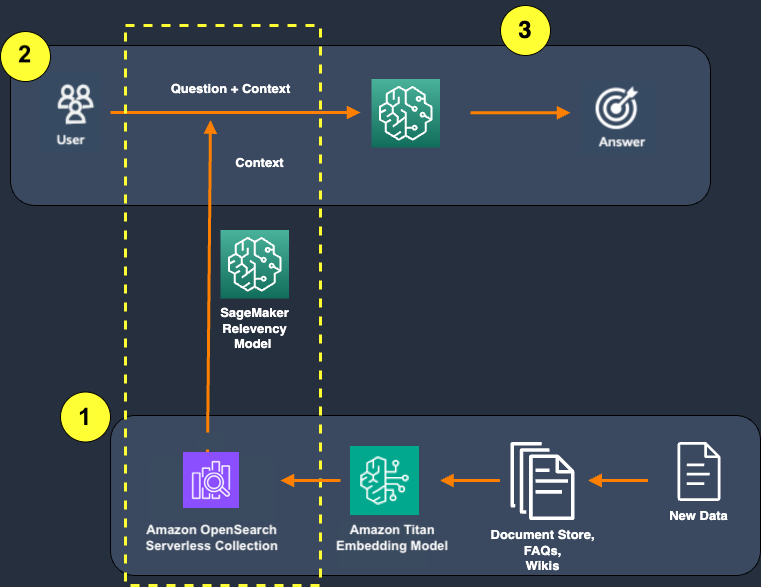 3
2
Question + Context
User
Answer
Context
SageMaker
Relevency
Model
1
Amazon OpenSearch
Serverless Collection
Amazon Titan
Embedding Model
Document Store,
FAQs,
Wikis
New Data